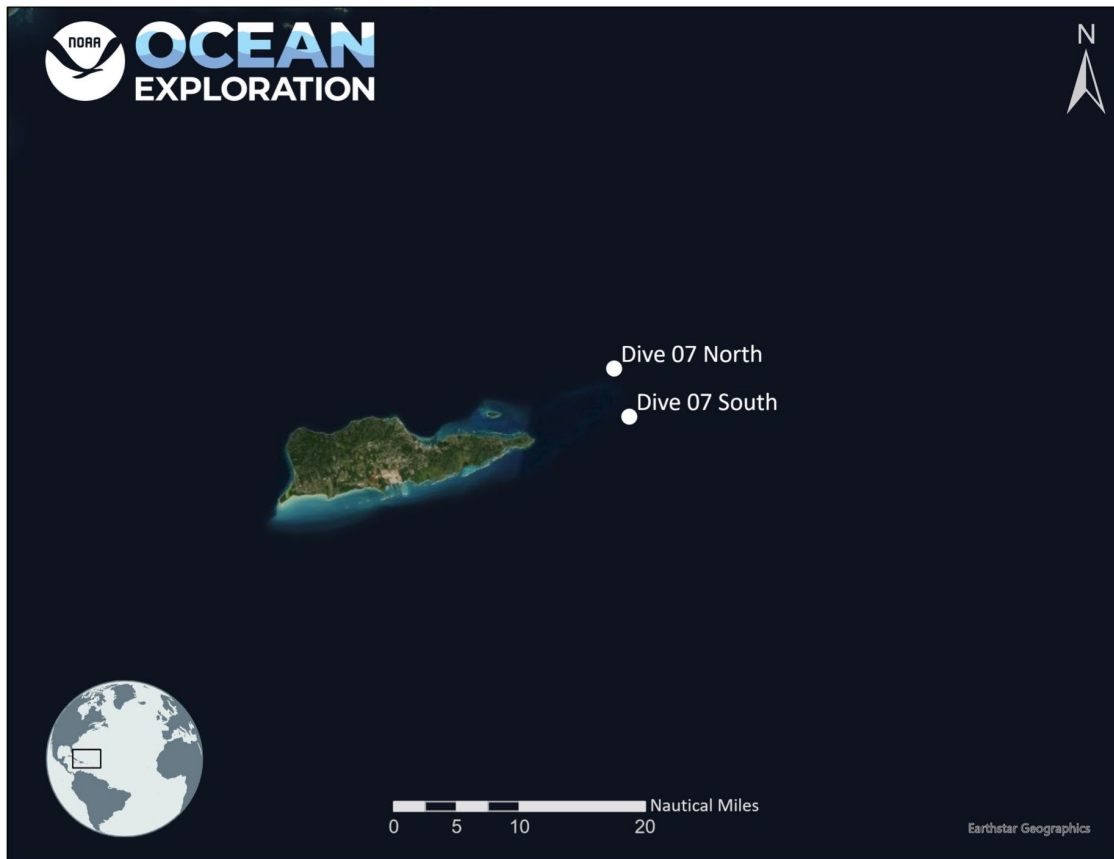 NOAA
OCEAN
EXPLORATION
N
Dive 07 North
Dive 07 South
Nautical Miles
0 5 10 20
Earthstar Geographics